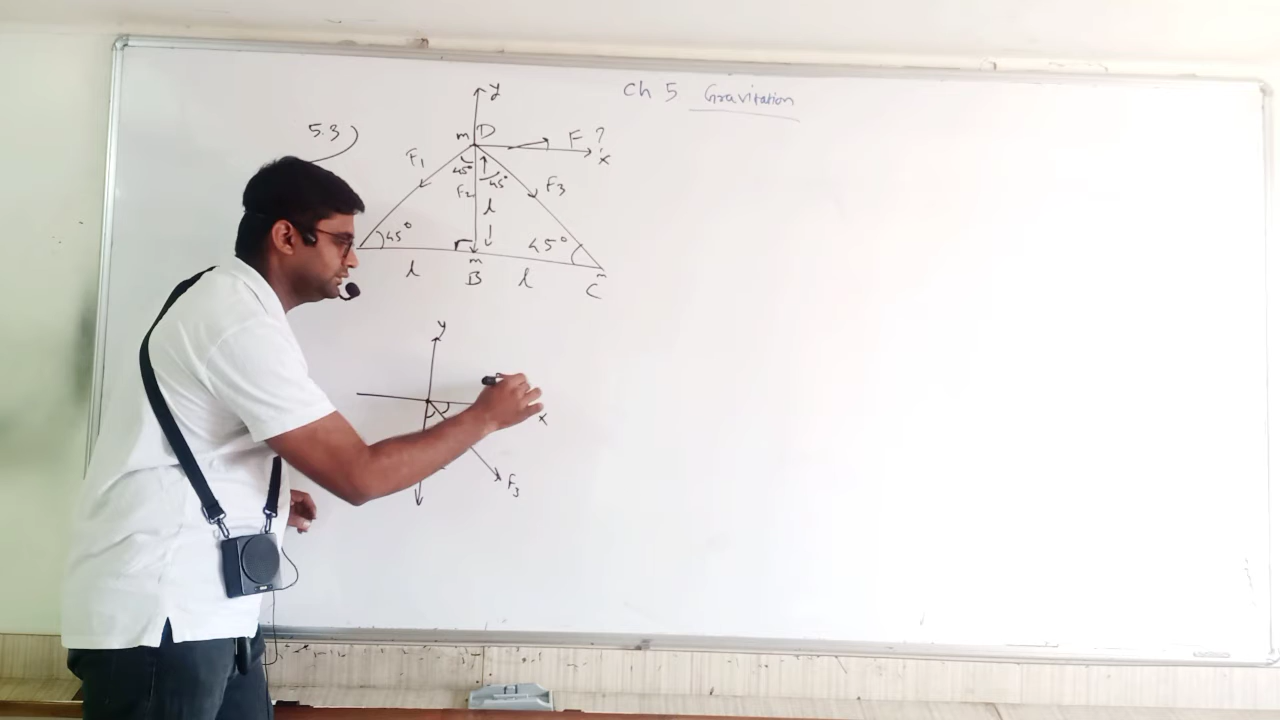 Ch 5 Gravitation
5.3
y
m D
F ?
x
F₁
45° 45°
F₂
F₃
l
45°
45°
l
m
l
m
B
C
y
x
F₃